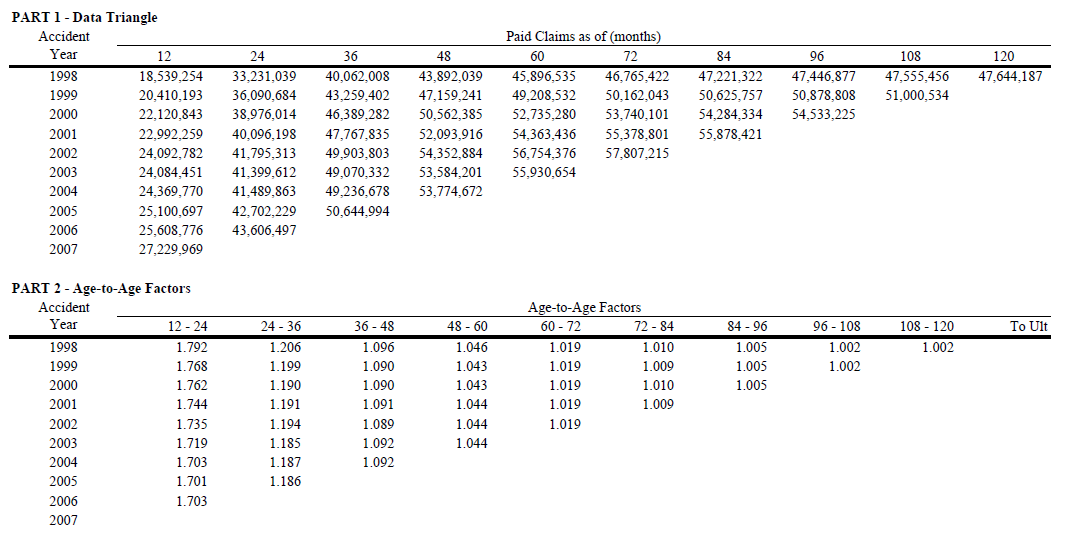 PART 1 - Data Triangle
Accident Paid Claims as of (months)
Year 12 24 36 48 60 72 84 96 108 120
1998 18,539,254 33,231,039 40,062,008 43,892,039 45,896,535 46,765,422 47,221,322 47,446,877 47,555,456 47,644,187
1999 20,410,193 36,090,684 43,259,402 47,159,241 49,208,532 50,162,043 50,625,757 50,878,808 51,000,534
2000 22,120,843 38,976,014 46,389,282 50,562,385 52,735,280 53,740,101 54,284,334 54,533,225
2001 22,992,259 40,096,198 47,767,835 52,093,916 54,363,436 55,378,801 55,878,421
2002 24,092,782 41,795,313 49,903,803 54,352,884 56,754,376 57,807,215
2003 24,084,451 41,399,612 49,070,332 53,584,201 55,930,654
2004 24,369,770 41,489,863 49,236,678 53,774,672
2005 25,100,697 42,702,229 50,644,994
2006 25,608,776 43,606,497
2007 27,229,969
PART 2 - Age-to-Age Factors
Accident Age-to-Age Factors
Year 12 - 24 24 - 36 36 - 48 48 - 60 60 - 72 72 - 84 84 - 96 96 - 108 108 - 120 To Ult
1998 1.792 1.206 1.096 1.046 1.019 1.010 1.005 1.002 1.002
1999 1.768 1.199 1.090 1.043 1.019 1.009 1.005 1.002
2000 1.762 1.190 1.090 1.043 1.019 1.010 1.005
2001 1.744 1.191 1.091 1.044 1.019 1.009
2002 1.735 1.194 1.089 1.044 1.019
2003 1.719 1.185 1.092 1.044
2004 1.703 1.187 1.092
2005 1.701 1.186
2006 1.703
2007